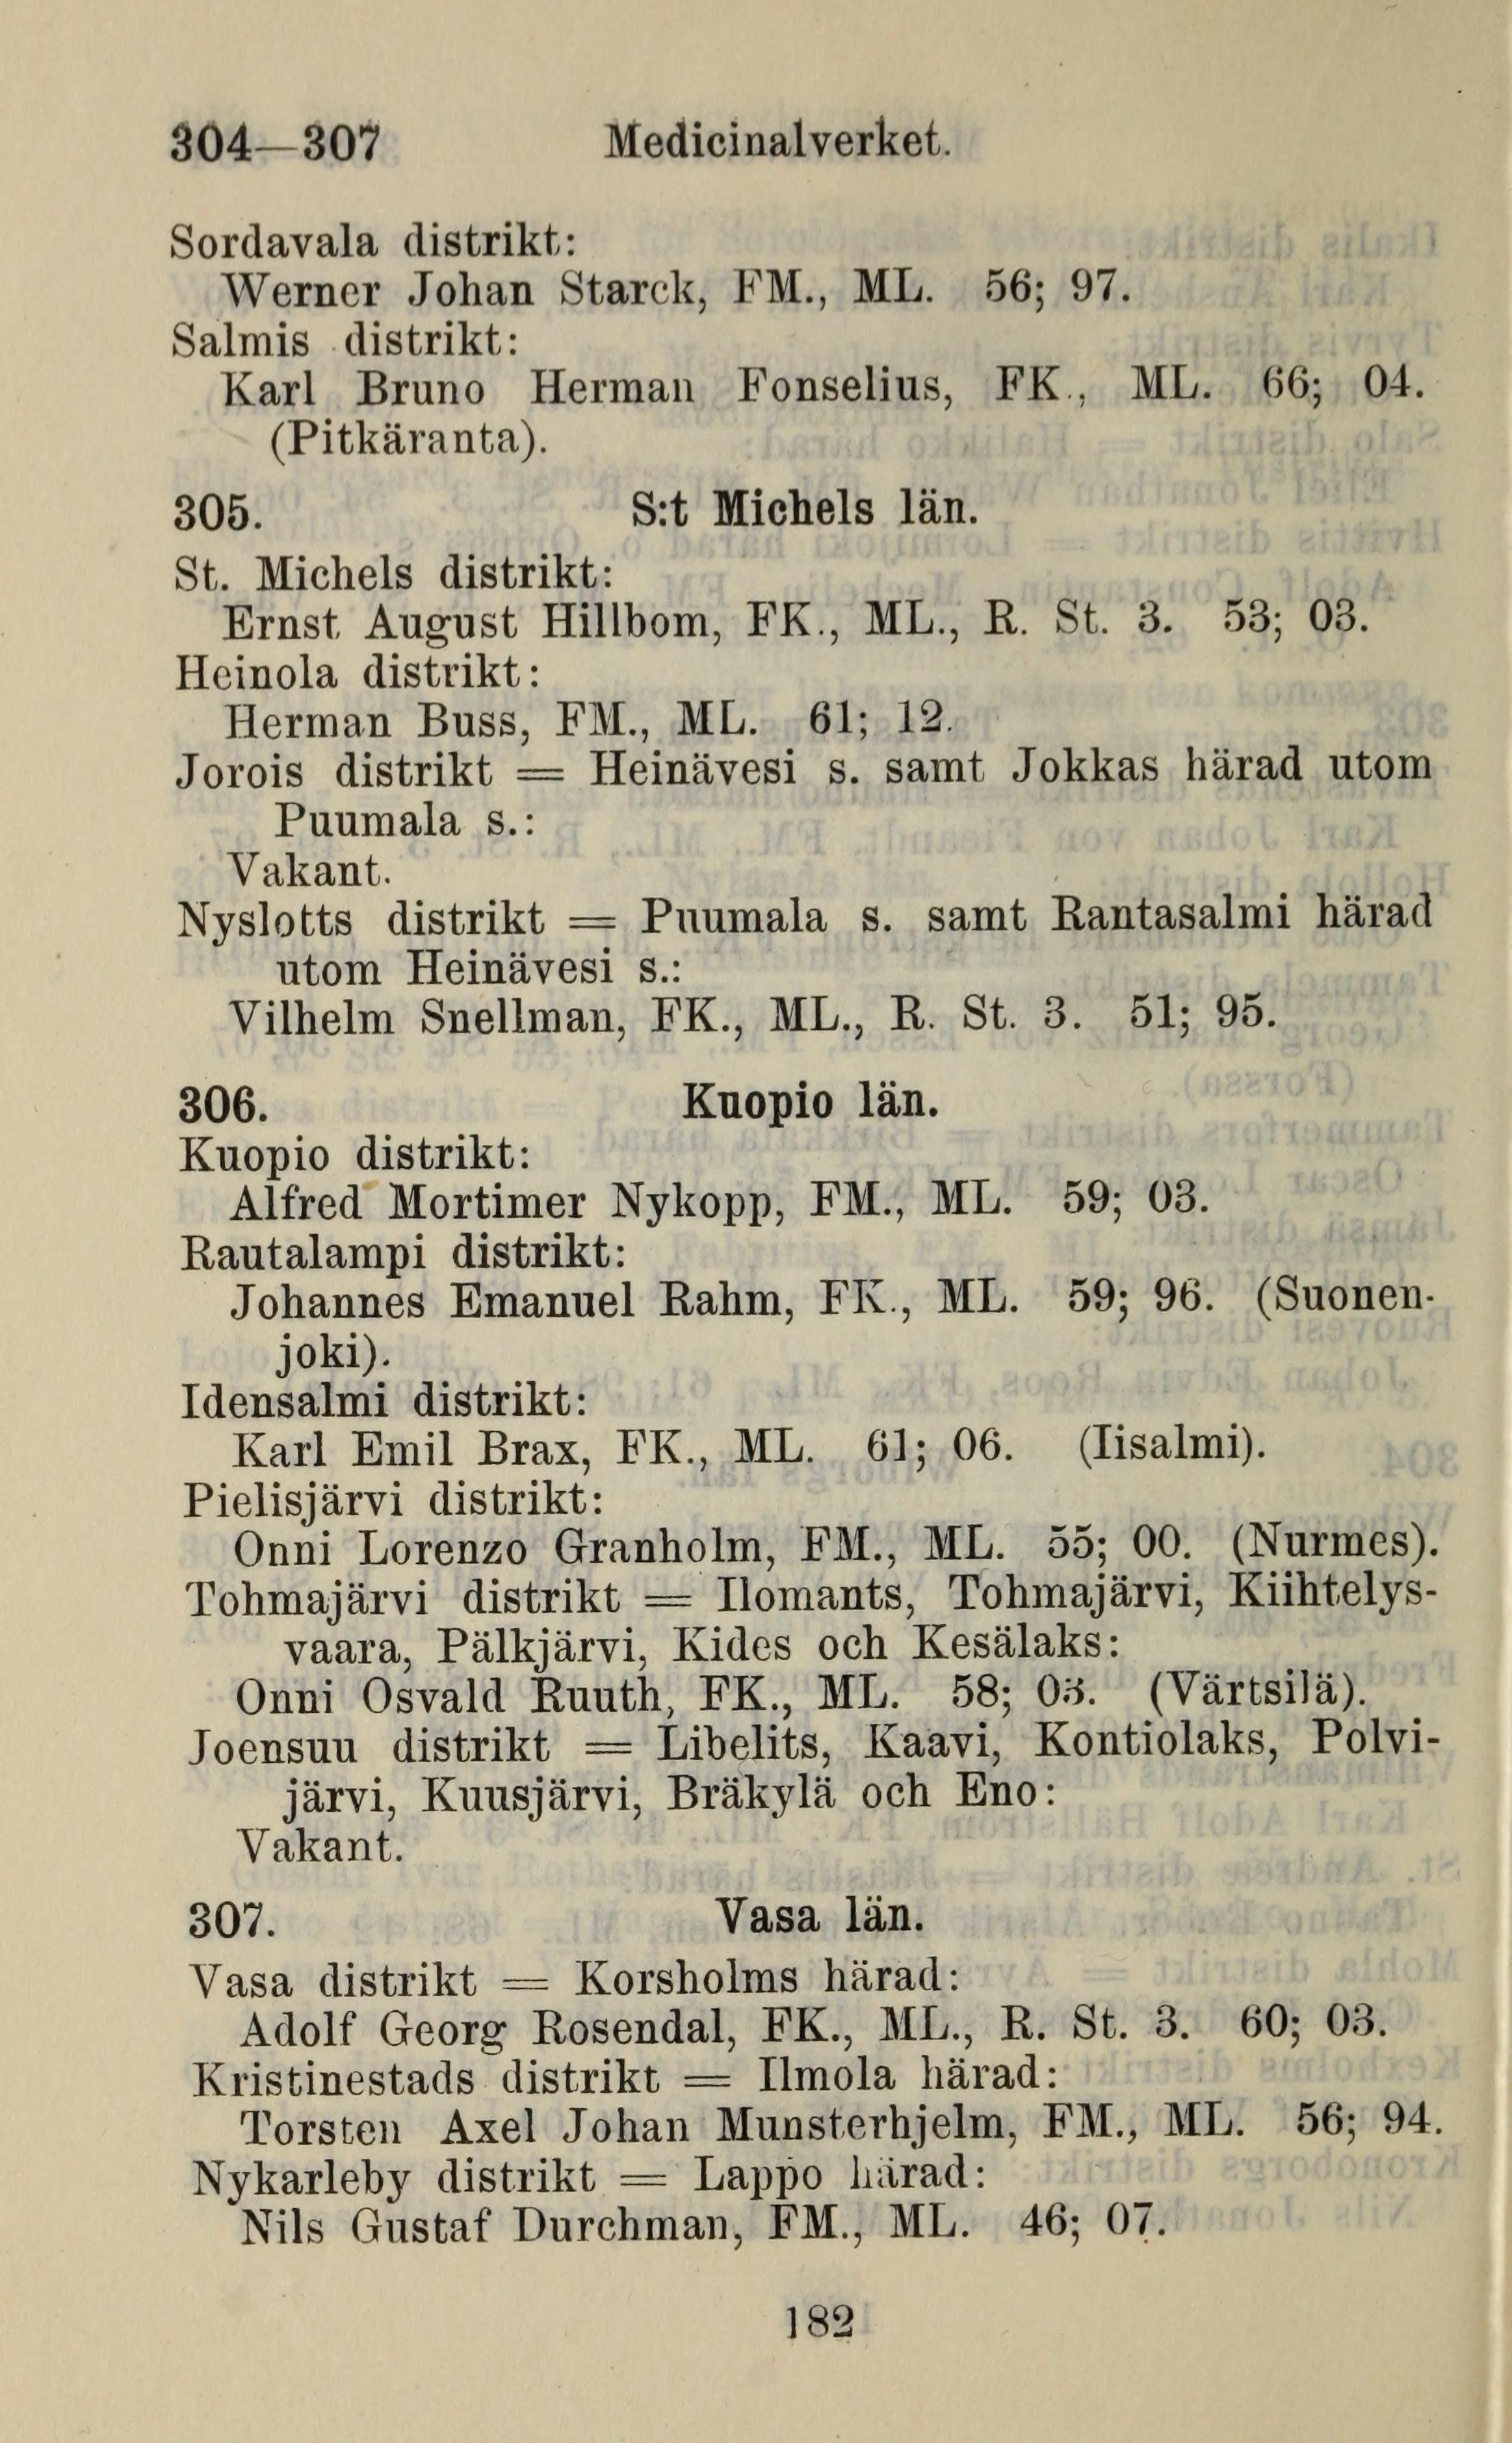 304—307 Medicinalverket.
Sordavala distrikt:
Werner Johan Starck, FM., ML. 56; 97.
Salmis distrikt:
Karl Bruno Herman Fonselius, FK., ML. 66; 04.
(Pitkäranta).
305. S:t Michels län.
St. Michels distrikt:
Ernst August Hillbom, FK., ML., R. St. 3. 53; 03.
Heinola distrikt:
Herman Buss, FM., ML. 61; 12.
Jorois distrikt = Heinävesi s. samt Jokkas härad utom
Puumala s.:
Vakant.
Nyslotts distrikt = Puumala s. samt Rantasalmi härad
utom Heinävesi s.:
Vilhelm Snellman, FK., ML., R. St. 3. 51; 95.
306. Kuopio län.
Kuopio distrikt:
Alfred Mortimer Nykopp, FM., ML. 59; 03.
Rautalampi distrikt:
Johannes Emanuel Rahm, FK., ML. 59; 96. (Suonen-
joki).
Idensalmi distrikt:
Karl Emil Brax, FK., ML. 61; 06. (Iisalmi).
Pielisjärvi distrikt:
Onni Lorenzo Granholm, FM., ML. 55; 00. (Nurmes).
Tohmajärvi distrikt = Ilomants, Tohmajärvi, Kiihtelys-
vaara, Pälkjärvi, Kides och Kesälaks:
Onni Osvald Ruuth, FK., ML. 58; 03. (Värtsilä).
Joensuu distrikt = Libelits, Kaavi, Kontiolaks, Polvi-
järvi, Kuusjärvi, Bräkylä och Eno:
Vakant.
307. Vasa län.
Vasa distrikt = Korsholms härad:
Adolf Georg Rosendal, FK., ML., R. St. 3. 60; 03.
Kristinestads distrikt = Ilmola härad:
Torsten Axel Johan Munsterhjelm, FM., ML. 56; 94.
Nykarleby distrikt = Lappo härad:
Nils Gustaf Durchman, FM., ML. 46; 07.
182